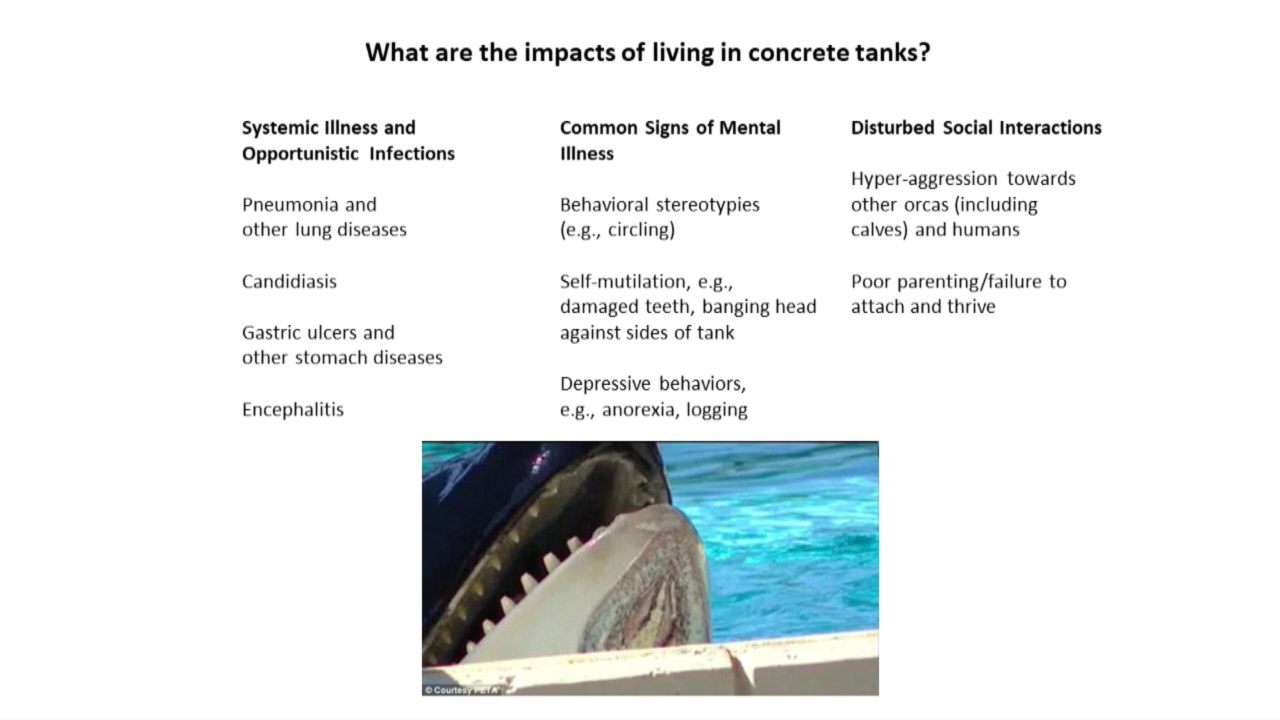 What are the impacts of living in concrete tanks?
Systemic Illness and
Opportunistic Infections
Pneumonia and
other lung diseases
Candidiasis
Gastric ulcers and
other stomach diseases
Encephalitis
Common Signs of Mental
Illness
Behavioral stereotypies
(e.g., circling)
Self-mutilation, e.g.,
damaged teeth, banging head
against sides of tank
Depressive behaviors,
e.g., anorexia, logging
Disturbed Social Interactions
Hyper-aggression towards
other orcas (including
calves) and humans
Poor parenting/failure to
attach and thrive
© Courtesy PETA